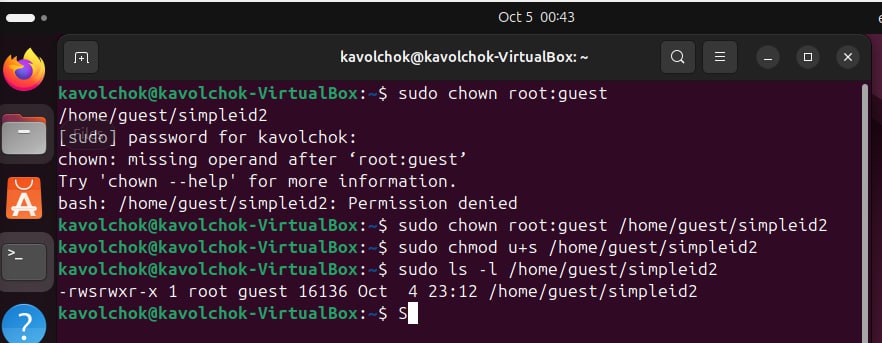 Oct 5 00:43
kavolchok@kavolchok-VirtualBox: ~
kavolchok@kavolchok-VirtualBox:~$ sudo chown root:guest
/home/guest/simpleid2
Files
[sudo] password for kavolchok:
chown: missing operand after ‘root:guest’
Try 'chown --help' for more information.
bash: /home/guest/simpleid2: Permission denied
kavolchok@kavolchok-VirtualBox:~$ sudo chown root:guest /home/guest/simpleid2
kavolchok@kavolchok-VirtualBox:~$ sudo chmod u+s /home/guest/simpleid2
kavolchok@kavolchok-VirtualBox:~$ sudo ls -l /home/guest/simpleid2
-rwsrwxr-x 1 root guest 16136 Oct  4 23:12 /home/guest/simpleid2
kavolchok@kavolchok-VirtualBox:~$ S